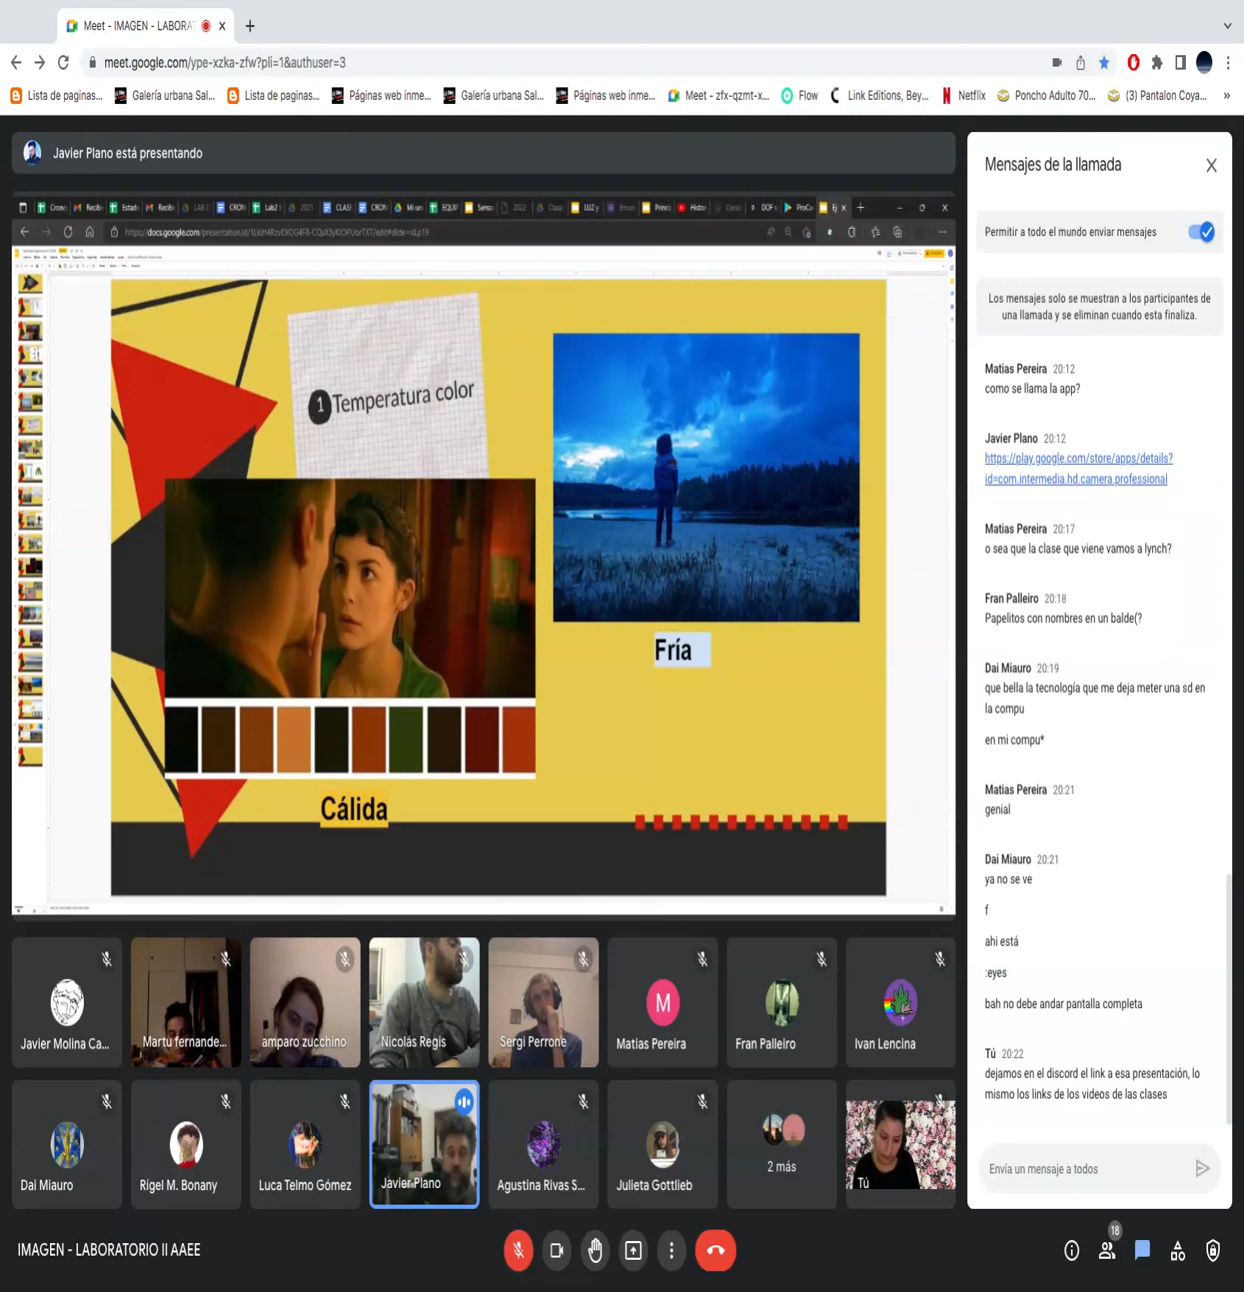 Meet - IMAGEN - LABORAT
meet.google.com/ype-xzka-zfw?pli=1&authuser=3
Lista de paginas...
Galería urbana Sal...
Lista de paginas...
Páginas web inme...
Galería urbana Sal...
Páginas web inme...
Meet - zfx-qzmt-x...
Flow
Link Editions, Bey...
Netflix
Poncho Adulto 70...
(3) Pantalon Coya...
»
Javier Plano está presentando
1 Temperatura color
Fría
Cálida
Mensajes de la llamada
Permitir a todo el mundo enviar mensajes
Los mensajes solo se muestran a los participantes de
una llamada y se eliminan cuando esta finaliza.
Matias Pereira 20:12
como se llama la app?
Javier Plano 20:12
https://play.google.com/store/apps/details?
id=com.intermedia.hd.camera.professional
Matias Pereira 20:17
o sea que la clase que viene vamos a lynch?
Fran Palleiro 20:18
Papelitos con nombres en un balde(?
Dai Miauro 20:19
que bella la tecnología que me deja meter una sd en
la compu
en mi compu*
Matias Pereira 20:21
genial
Dai Miauro 20:21
ya no se ve
f
ahi está
:eyes
bah no debe andar pantalla completa
Tú 20:22
dejamos en el discord el link a esa presentación, lo
mismo los links de los videos de las clases
Envía un mensaje a todos
Javier Molina Ca...
Martu fernande...
amparo zucchino
Nicolás Regis
Sergi Perrone
M
Matias Pereira
Fran Palleiro
Ivan Lencina
Dai Miauro
Rígel M. Bonany
Luca Telmo Gómez
Javier Plano
Agustina Rivas S...
Julieta Gottlieb
2 más
Tú
IMAGEN - LABORATORIO II AAEE
18